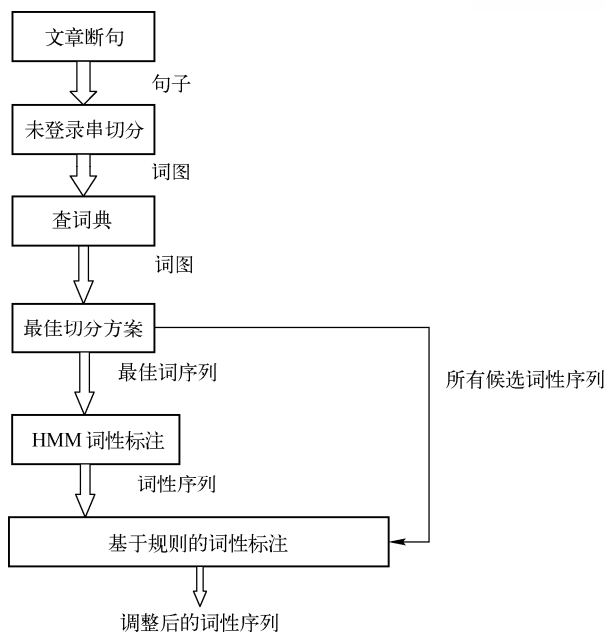 文章断句
句子
未登录串切分
词图
查词典
词图
最佳切分方案
最佳词序列
所有候选词性序列
HMM 词性标注
词性序列
基于规则的词性标注
调整后的词性序列